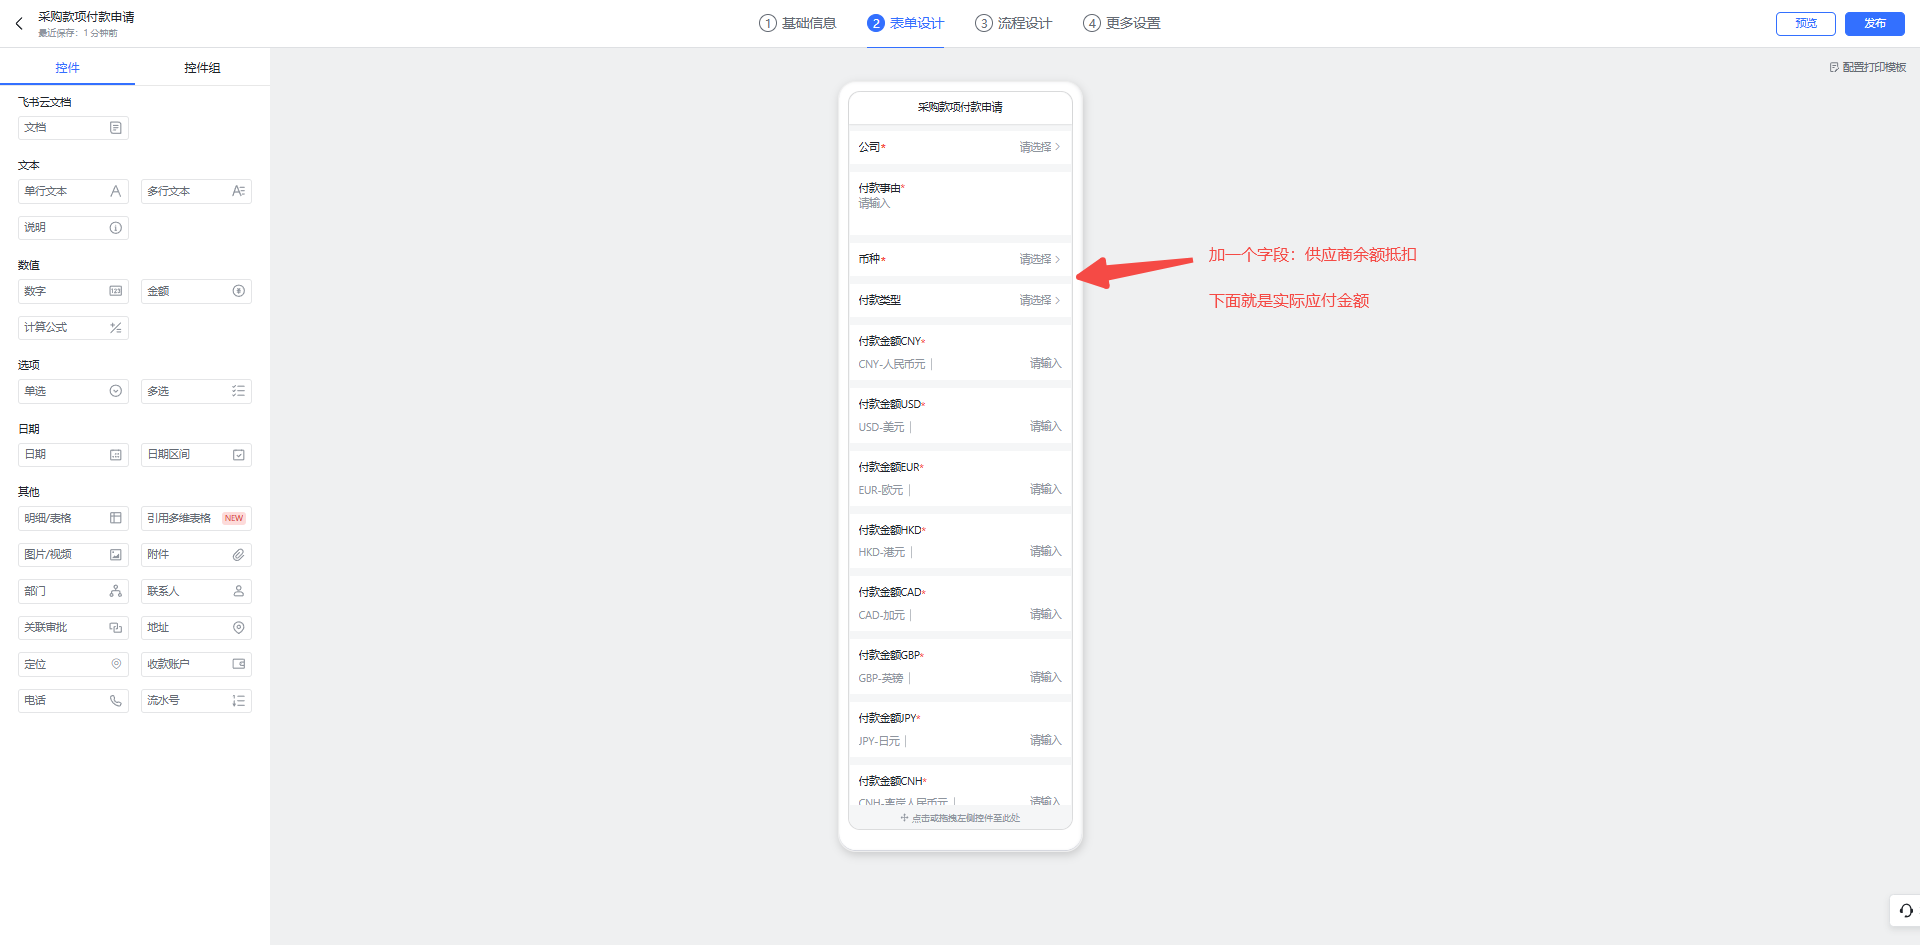 采购款项付款申请
最近保存：1 分钟前
1 基础信息
2 表单设计
3 流程设计
4 更多设置
预览
发布
控件
控件组
配置打印模板
飞书云文档
文档
文本
单行文本
多行文本
说明
数值
数字
金额
计算公式
选项
单选
多选
日期
日期
日期区间
其他
明细/表格
引用多维表格 NEW
图片/视频
附件
部门
联系人
关联审批
地址
定位
收款账户
电话
流水号
采购款项付款申请
公司* 请选择
付款事由*
请输入
币种* 请选择
付款类型 请选择
付款金额CNY*
CNY-人民币元 请输入
付款金额USD*
USD-美元 请输入
付款金额EUR*
EUR-欧元 请输入
付款金额HKD*
HKD-港元 请输入
付款金额CAD*
CAD-加元 请输入
付款金额GBP*
GBP-英镑 请输入
付款金额JPY*
JPY-日元 请输入
付款金额CNH*
CNH-离岸人民币元 请输入
点击或拖拽左侧控件至此处
加一个字段：供应商余额抵扣
下面就是实际应付金额